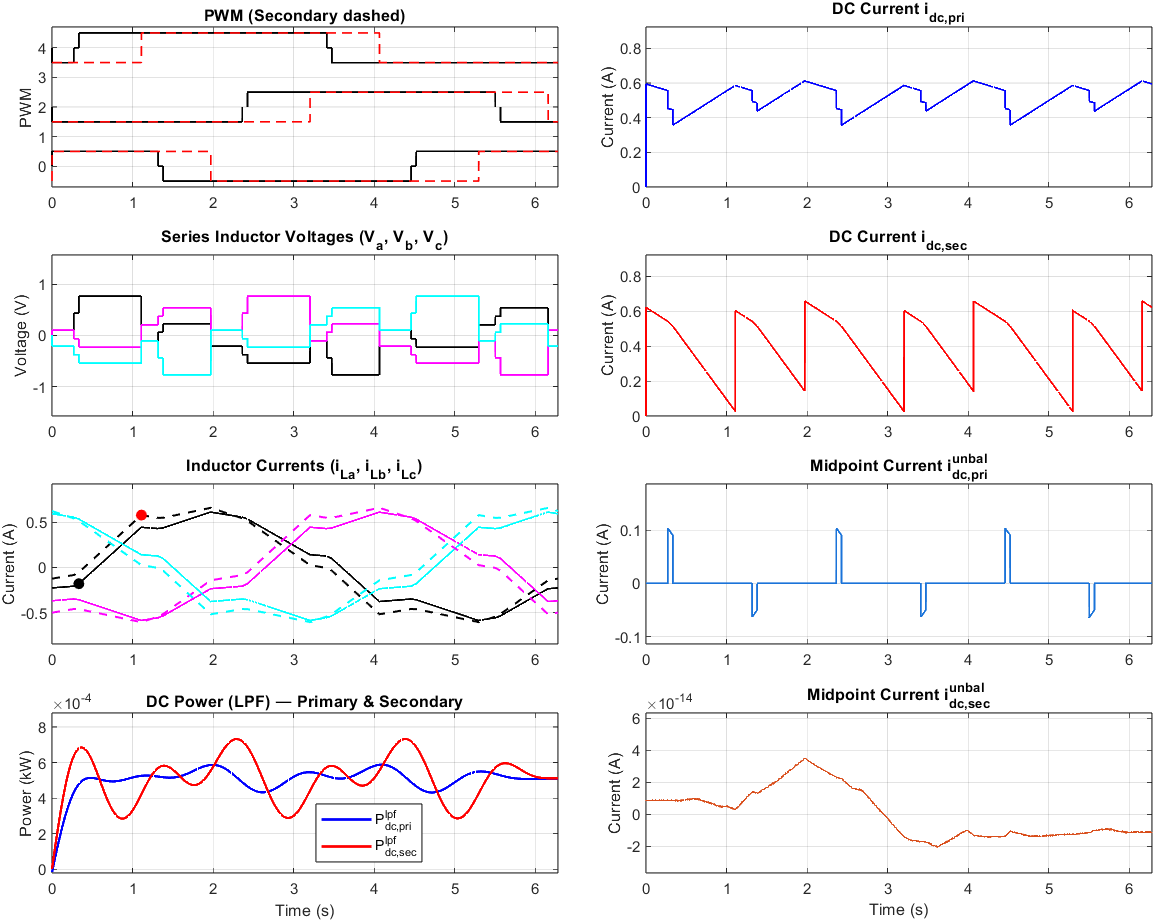 PWM (Secondary dashed)
PWM
4
3
2
1
0
0 1 2 3 4 5 6
DC Current i_dc,pri
Current (A)
0.8
0.6
0.4
0.2
0
0 1 2 3 4 5 6
Series Inductor Voltages (V_a, V_b, V_c)
Voltage (V)
1
0
-1
0 1 2 3 4 5 6
DC Current i_dc,sec
Current (A)
0.8
0.6
0.4
0.2
0
0 1 2 3 4 5 6
Inductor Currents (i_La, i_Lb, i_Lc)
Current (A)
0.5
0
-0.5
0 1 2 3 4 5 6
Midpoint Current i^unbal_dc,pri
Current (A)
0.1
0
-0.1
0 1 2 3 4 5 6
DC Power (LPF) — Primary & Secondary
×10^-4
Power (kW)
8
6
4
2
0
P^lpf_dc,pri
P^lpf_dc,sec
0 1 2 3 4 5 6
Time (s)
Midpoint Current i^unbal_dc,sec
×10^-14
Current (A)
6
4
2
0
-2
0 1 2 3 4 5 6
Time (s)